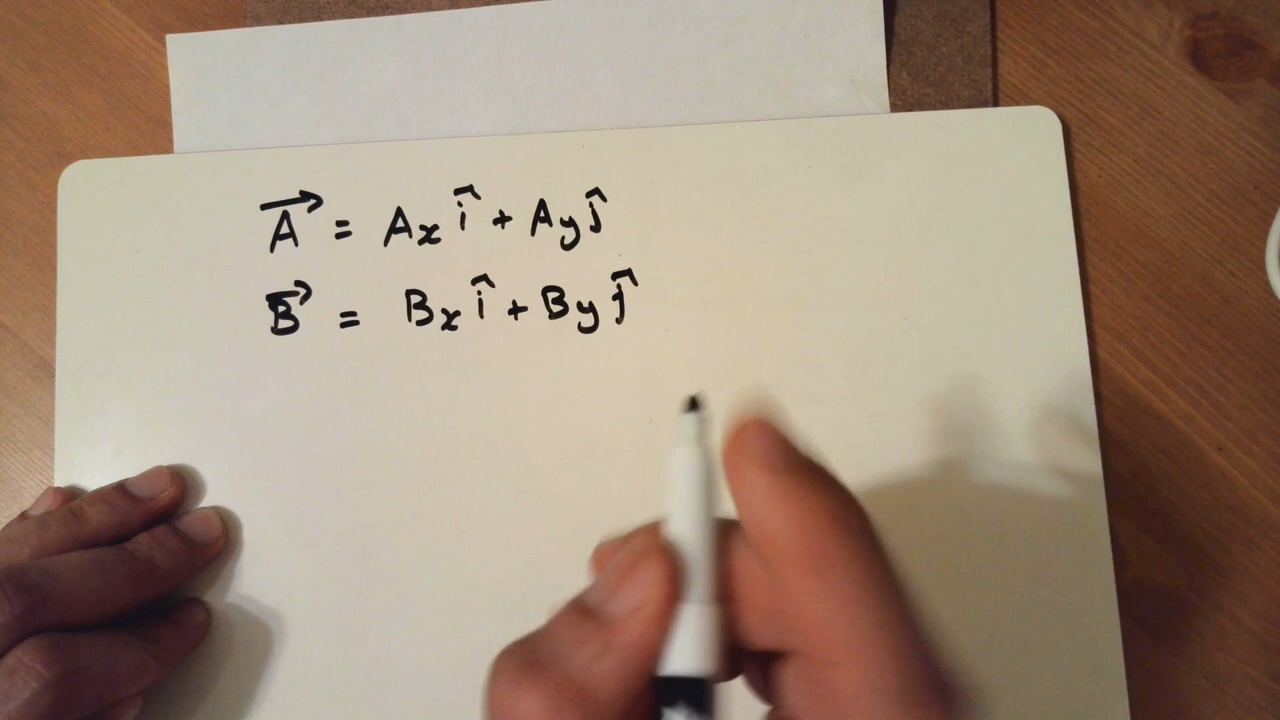 A⃗ = Ax î + Ay ĵ
B⃗ = Bx î + By ĵ